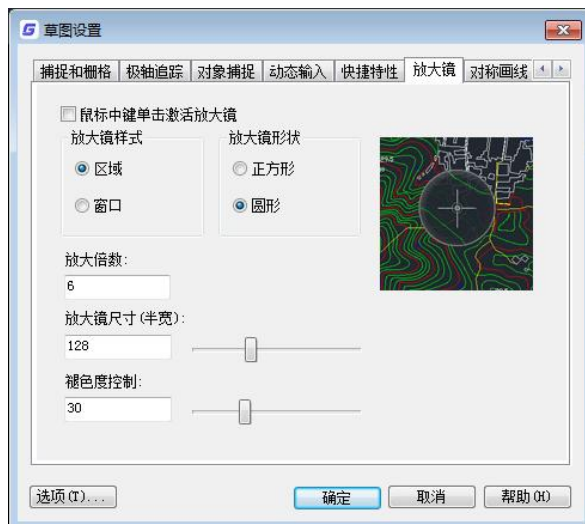 草图设置
捕捉和栅格 极轴追踪 对象捕捉 动态输入 快捷特性 放大镜 对称画线
鼠标中键单击激活放大镜
放大镜样式 放大镜形状
区域 正方形
窗口 圆形
放大倍数:
6
放大镜尺寸(半宽):
128
褪色度控制:
30
选项(T)... 确定 取消 帮助(H)